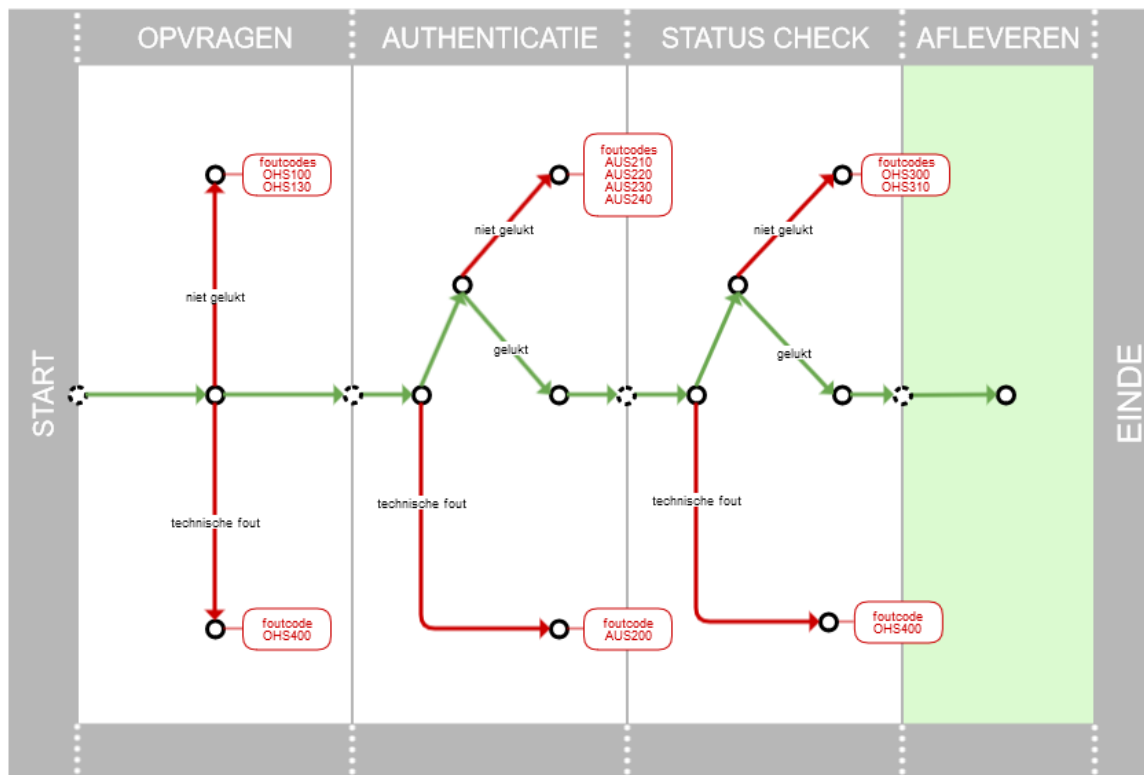 OPVRAGEN
AUTHENTICATIE
STATUS CHECK
AFLEVEREN
START
foutcodes
OHS100
OHS130
niet gelukt
technische fout
foutcode
OHS400
foutcodes
AUS210
AUS220
AUS230
AUS240
niet gelukt
gelukt
technische fout
foutcode
AUS200
foutcodes
OHS300
OHS310
niet gelukt
gelukt
technische fout
foutcode
OHS400
EINDE